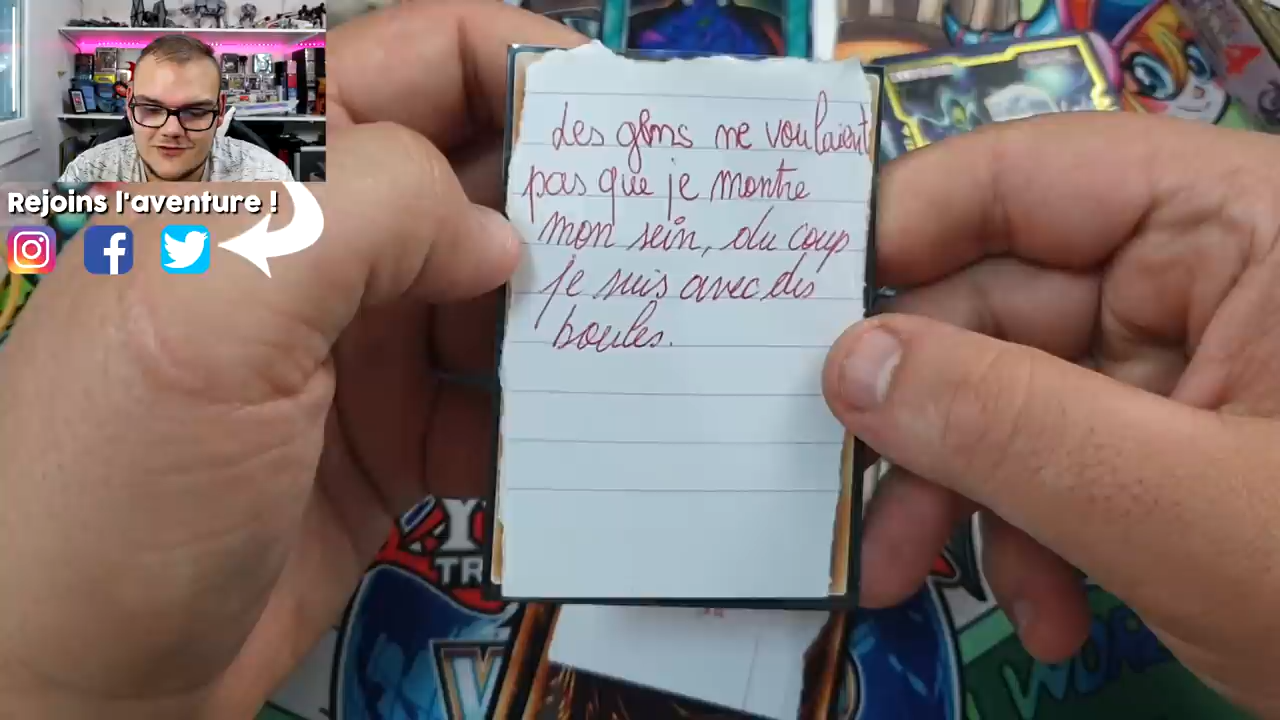 Rejoins l'aventure !
Les gens ne voulaient
pas que je montre
mon sein, du coup
je suis avec des
boules.